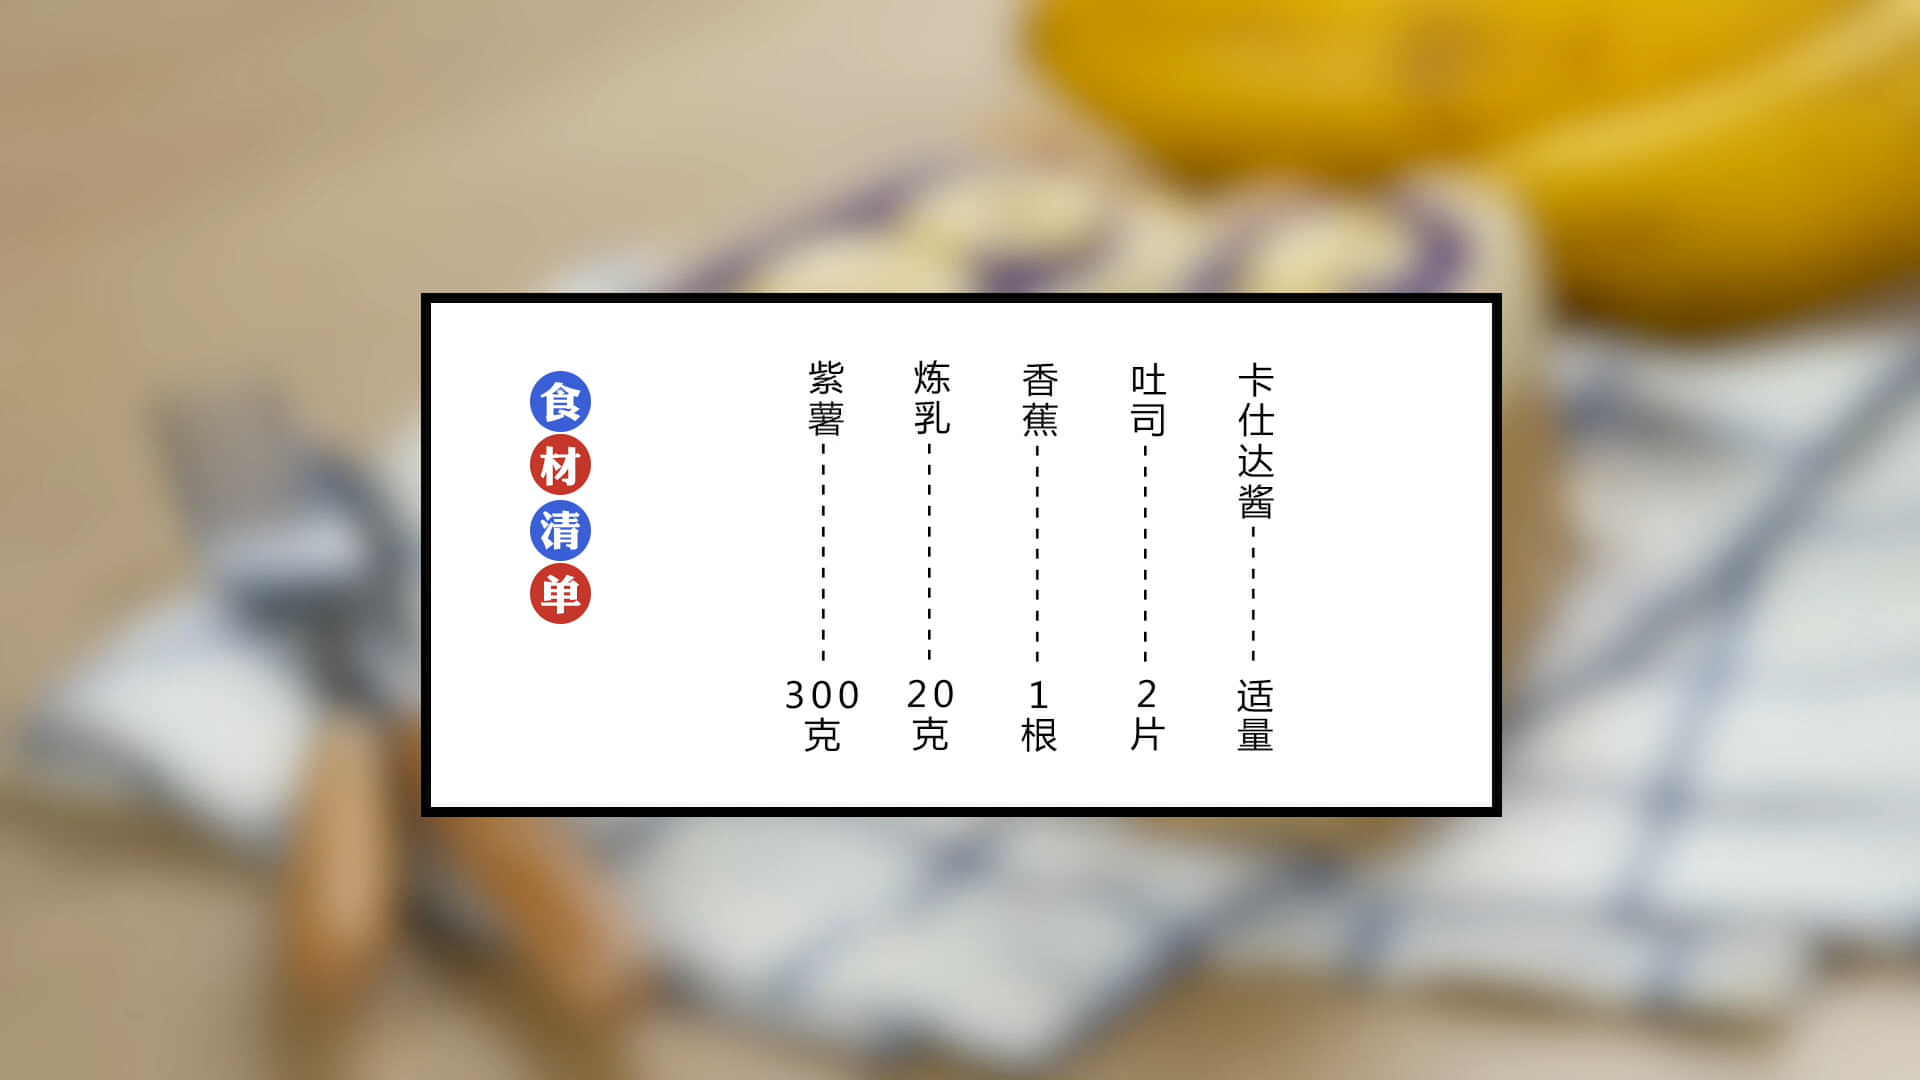 食材清单
紫薯 300克
炼乳 20克
香蕉 1根
吐司 2片
卡仕达酱 适量